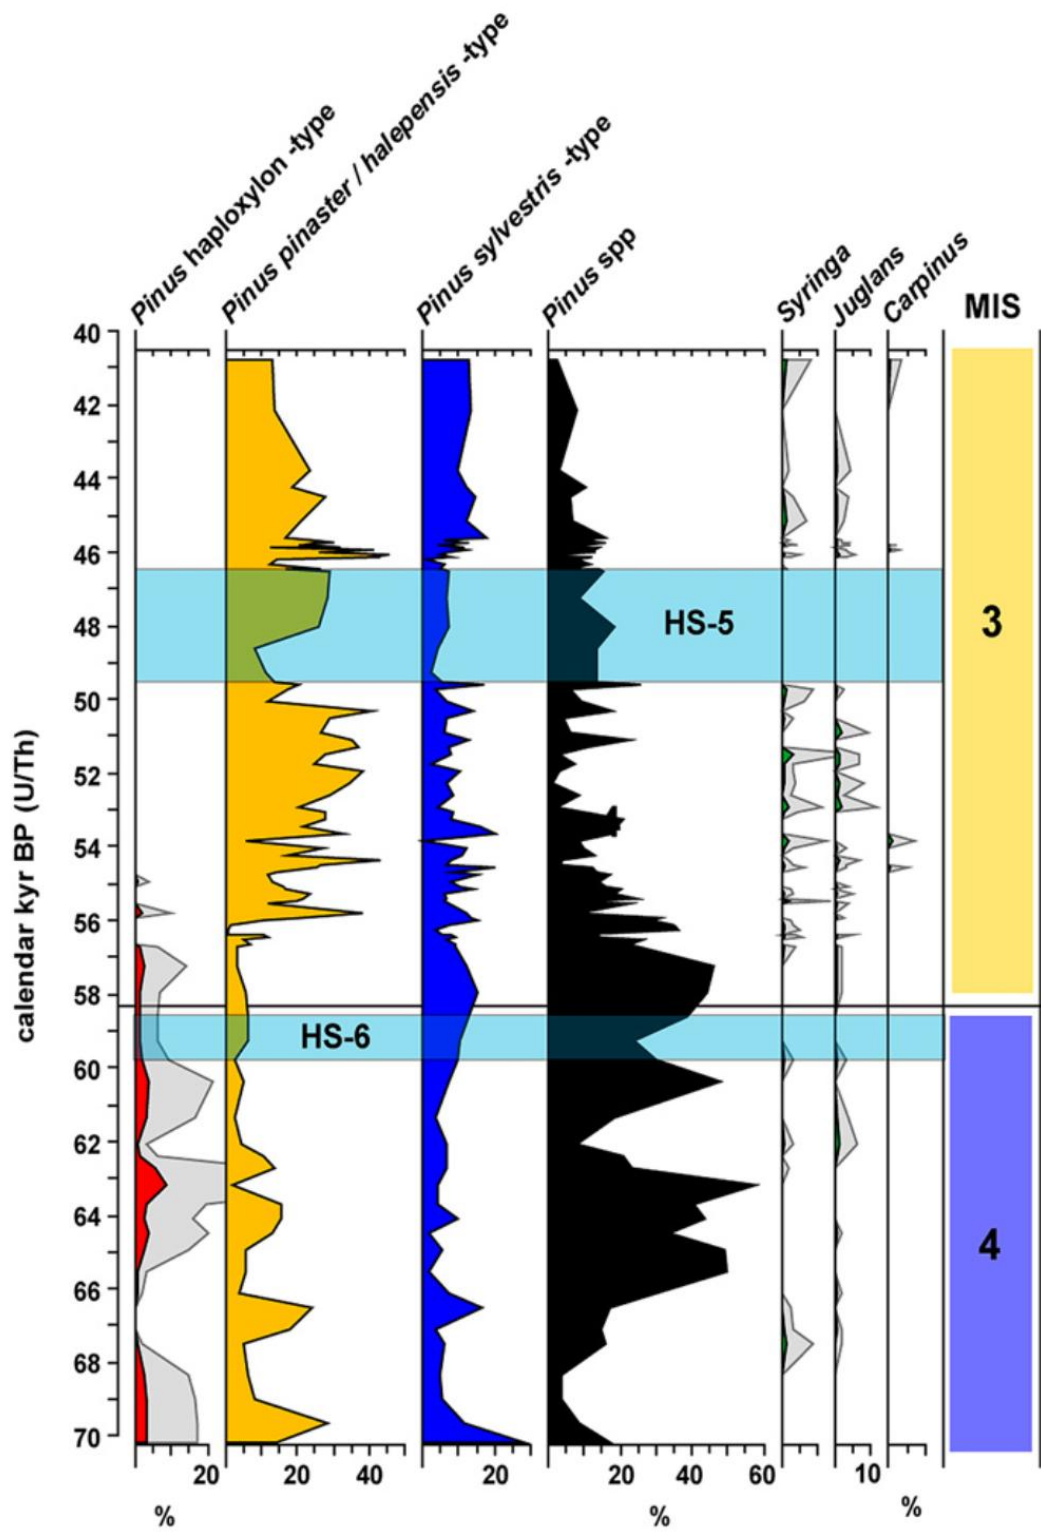 Pinus haploxylon -type
Pinus pinaster / halepensis -type
Pinus sylvestris -type
Pinus spp
Syringa
Juglans
Carpinus
MIS
calendar kyr BP (U/Th)
40
42
44
46
48
50
52
54
56
58
60
62
64
66
68
70
HS-5
HS-6
3
4
20
20 40
20
20 40 60
10
%
%
%